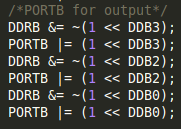 /*PORTB for output*/
DDRB &= ~(1 << DDB3);
PORTB |= (1 << DDB3);
DDRB &= ~(1 << DDB2);
PORTB |= (1 << DDB2);
DDRB &= ~(1 << DDB0);
PORTB |= (1 << DDB0);